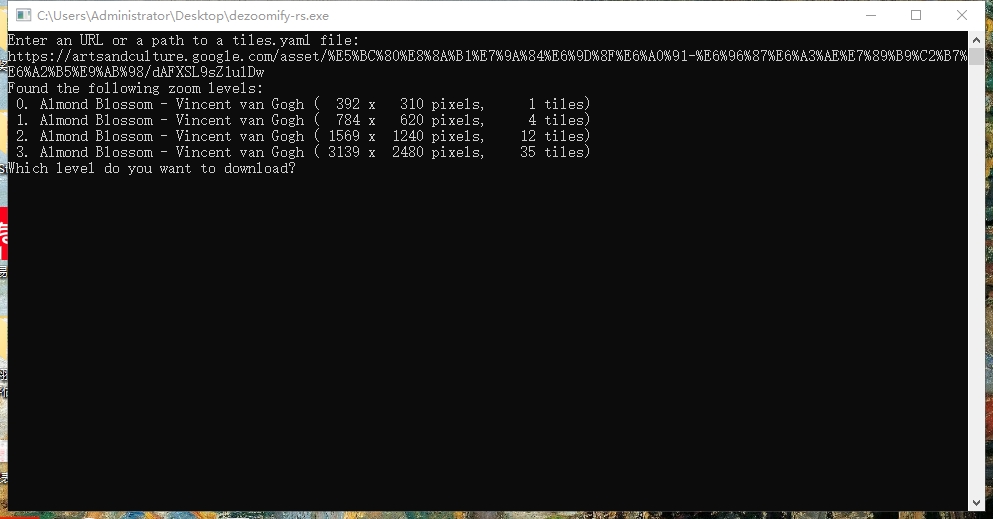 C:\Users\Administrator\Desktop\dezoomify-rs.exe
Enter an URL or a path to a tiles.yaml file:
https://artsandculture.google.com/asset/%E5%BC%80%E8%8A%B1%E7%9A%84%E6%9D%8F%E6%A0%91-%E6%96%87%E6%A3%AE%E7%89%B9%C2%B7%
E6%A2%B5%E9%AB%98/dAFXSL9sZ1ulDw
Found the following zoom levels:
0. Almond Blossom - Vincent van Gogh ( 392 x 310 pixels, 1 tiles)
1. Almond Blossom - Vincent van Gogh ( 784 x 620 pixels, 4 tiles)
2. Almond Blossom - Vincent van Gogh ( 1569 x 1240 pixels, 12 tiles)
3. Almond Blossom - Vincent van Gogh ( 3139 x 2480 pixels, 35 tiles)
Which level do you want to download?